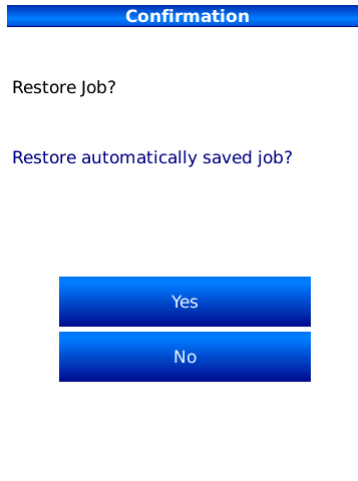 Confirmation
Restore Job?
Restore automatically saved job?
Yes
No